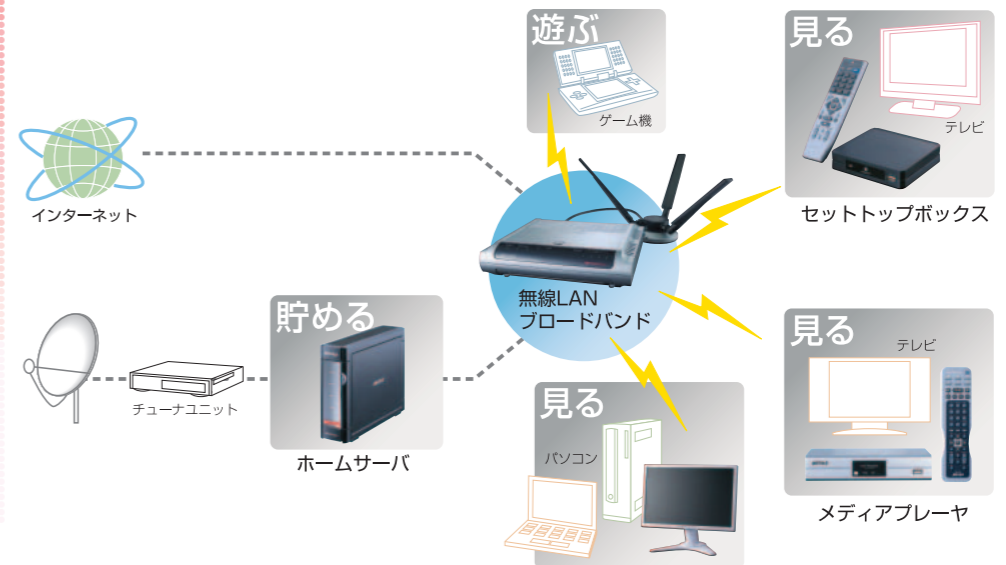 遊ぶ
ゲーム機
見る
テレビ
セットトップボックス
インターネット
無線LAN
ブロードバンド
貯める
チューナユニット
ホームサーバ
見る
パソコン
見る
テレビ
メディアプレーヤ